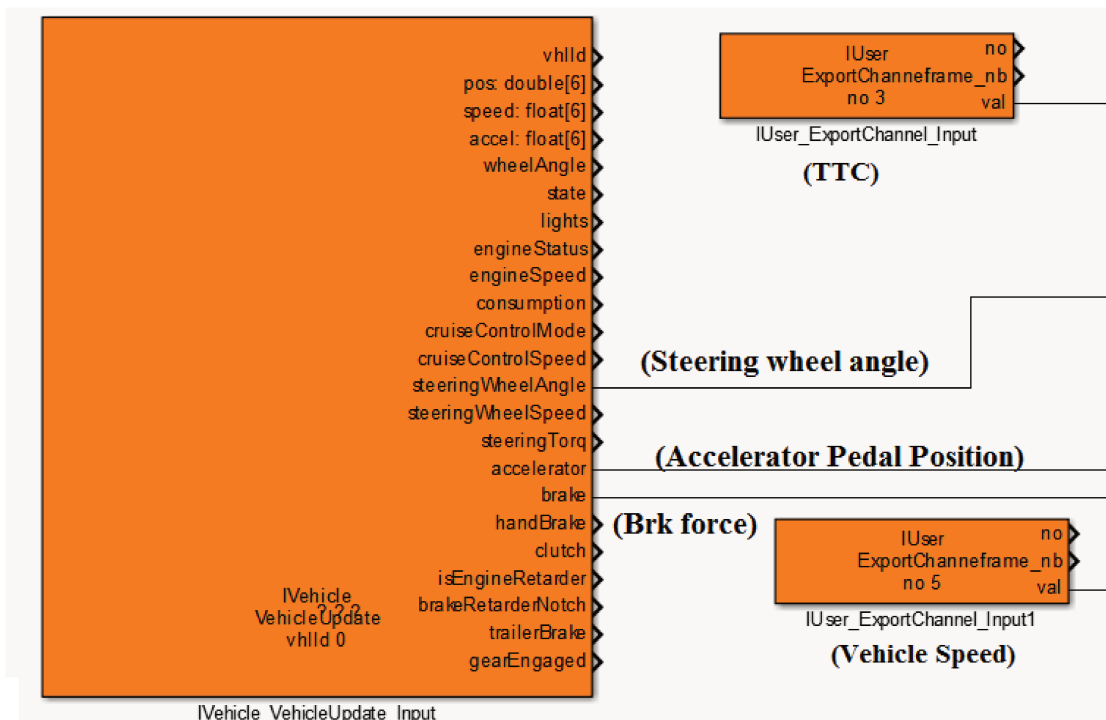 vhlId
pos: double[6]
speed: float[6]
accel: float[6]
wheelAngle
state
lights
engineStatus
engineSpeed
consumption
cruiseControlMode
cruiseControlSpeed
steeringWheelAngle
steeringWheelSpeed
steeringTorq
accelerator
brake
handBrake
clutch
isEngineRetarder
brakeRetarderNotch
trailerBrake
gearEngaged
IVehicle
? ? ?
VehicleUpdate
vhlId 0
IVehicle_VehicleUpdate_Input
IUser
ExportChanneframe_nb
no 3
no
val
IUser_ExportChannel_Input
(TTC)
(Steering wheel angle)
(Accelerator Pedal Position)
(Brk force)
IUser
ExportChanneframe_nb
no 5
no
val
IUser_ExportChannel_Input1
(Vehicle Speed)